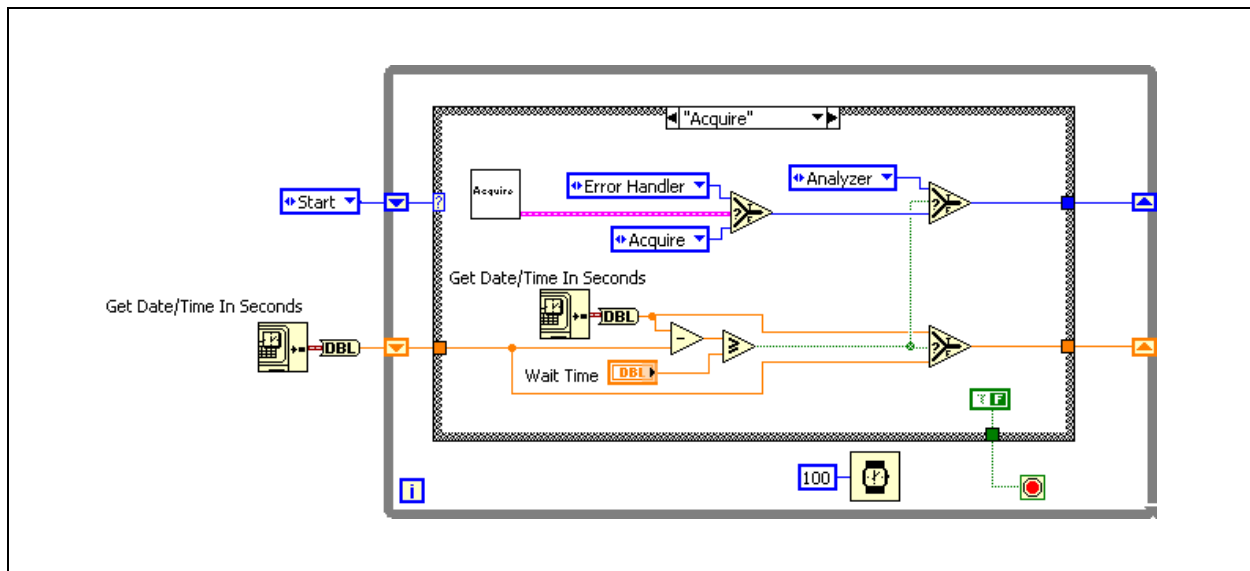 "Acquire"
Start
Acquire
Error Handler
Analyzer
Acquire
?
T
?
F
T
?
F
Get Date/Time In Seconds
Get Date/Time In Seconds
DBL
DBL
Wait Time
DBL
T
?
F
F
100
i